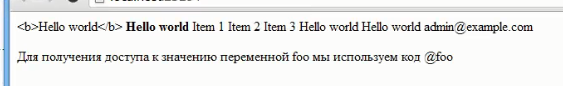 <b>Hello world</b> Hello world Item 1 Item 2 Item 3 Hello world Hello world admin@example.com
Для получения доступа к значению переменной foo мы используем код @foo